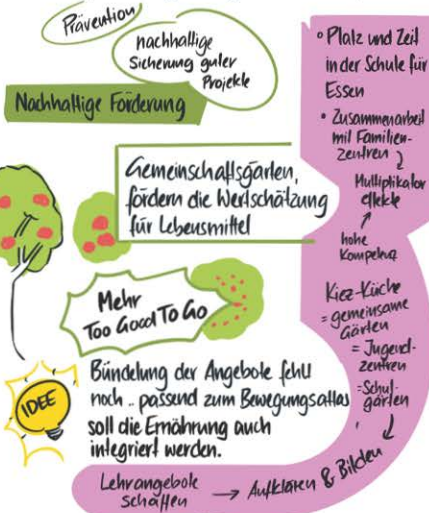 Prävention
nachhaltige
Sicherung guter
Projekte
Nachhaltige Förderung
Gemeinschaftsgärten,
fördern die Wertschätzung
für Lebensmittel
Mehr
Too Good To Go
IDEE
Bündelung der Angebote fehlt
noch .. passend zum Bewegungsatlas
soll die Ernährung auch
integriert werden.
• Platz und Zeit
in der Schule für
Essen
• Zusammenarbeit
mit Familien-
zentren
Multiplikator
effekte
hohe
Kompetenz
Kiez-Küche
= gemeinsame
Gärten
= Jugend-
zentren
= Schul-
gärten
Lehrangebote
schaffen → Aufklären & Bilden